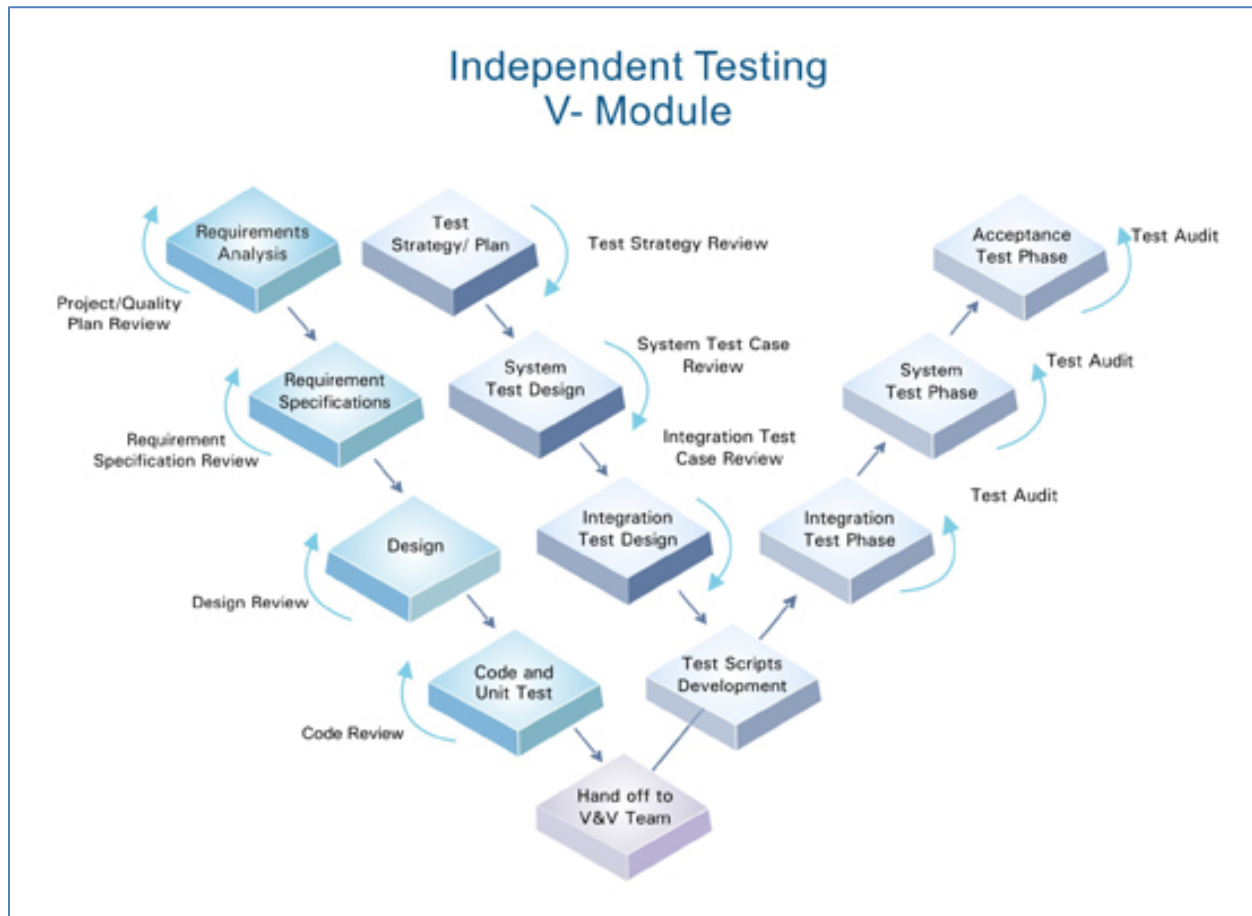 Independent Testing
V- Module
Requirements
Analysis
Test
Strategy/ Plan
Test Strategy Review
Acceptance
Test Phase
Test Audit
Project/Quality
Plan Review
Requirement
Specifications
System
Test Design
System Test Case
Review
System
Test Phase
Test Audit
Requirement
Specification Review
Integration Test
Case Review
Design
Integration
Test Design
Integration
Test Phase
Test Audit
Design Review
Code and
Unit Test
Test Scripts
Development
Code Review
Hand off to
V&V Team